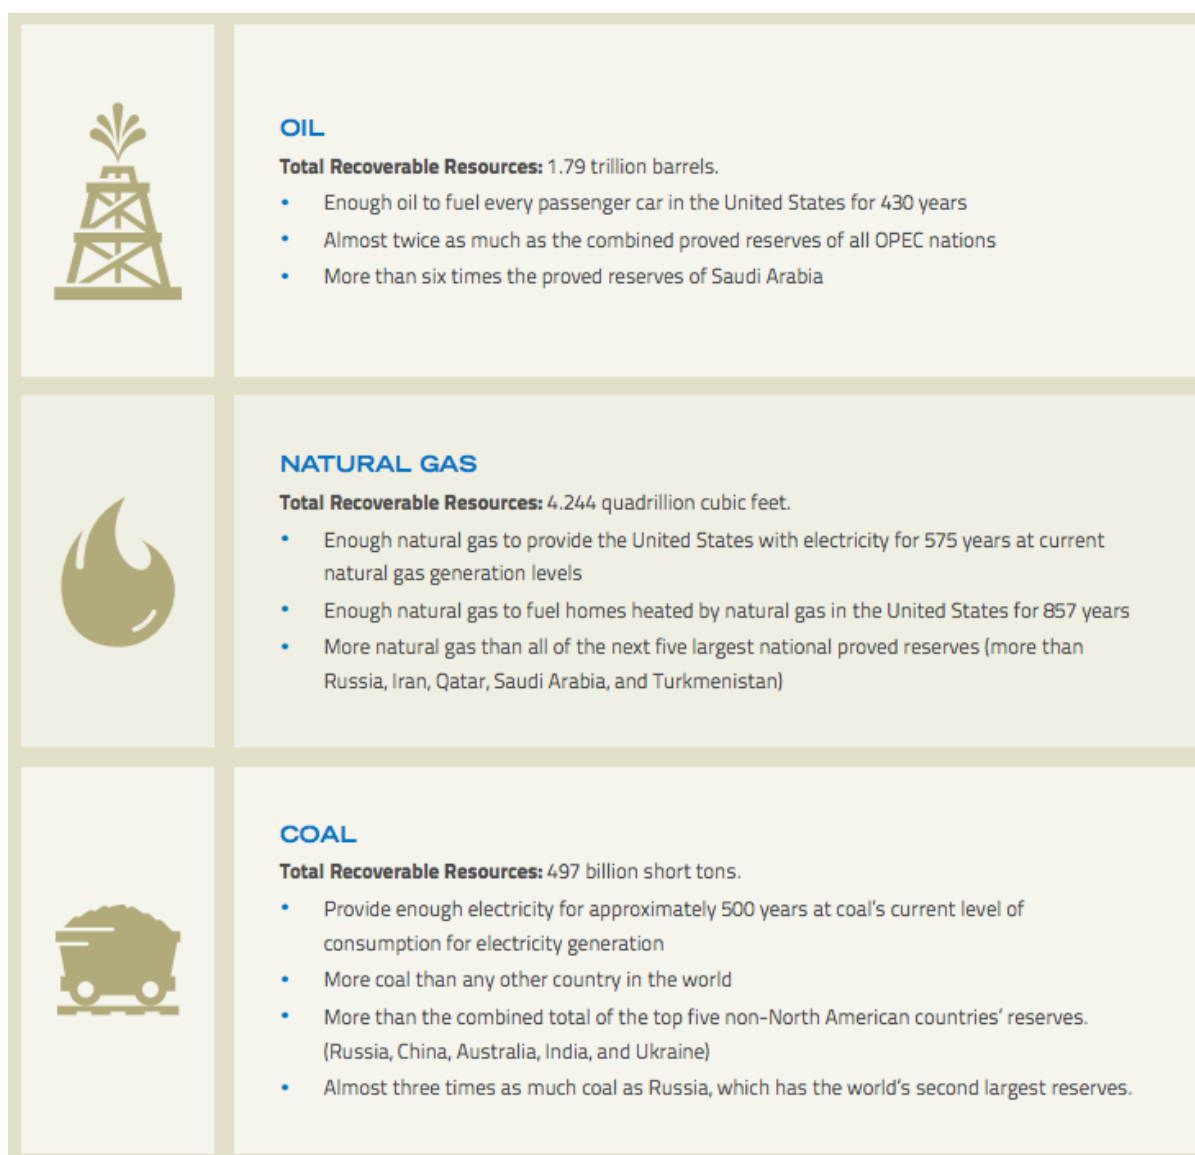 OIL
Total Recoverable Resources: 1.79 trillion barrels.
• Enough oil to fuel every passenger car in the United States for 430 years
• Almost twice as much as the combined proved reserves of all OPEC nations
• More than six times the proved reserves of Saudi Arabia
NATURAL GAS
Total Recoverable Resources: 4.244 quadrillion cubic feet.
• Enough natural gas to provide the United States with electricity for 575 years at current
natural gas generation levels
• Enough natural gas to fuel homes heated by natural gas in the United States for 857 years
• More natural gas than all of the next five largest national proved reserves (more than
Russia, Iran, Qatar, Saudi Arabia, and Turkmenistan)
COAL
Total Recoverable Resources: 497 billion short tons.
• Provide enough electricity for approximately 500 years at coal's current level of
consumption for electricity generation
• More coal than any other country in the world
• More than the combined total of the top five non-North American countries' reserves.
(Russia, China, Australia, India, and Ukraine)
• Almost three times as much coal as Russia, which has the world's second largest reserves.